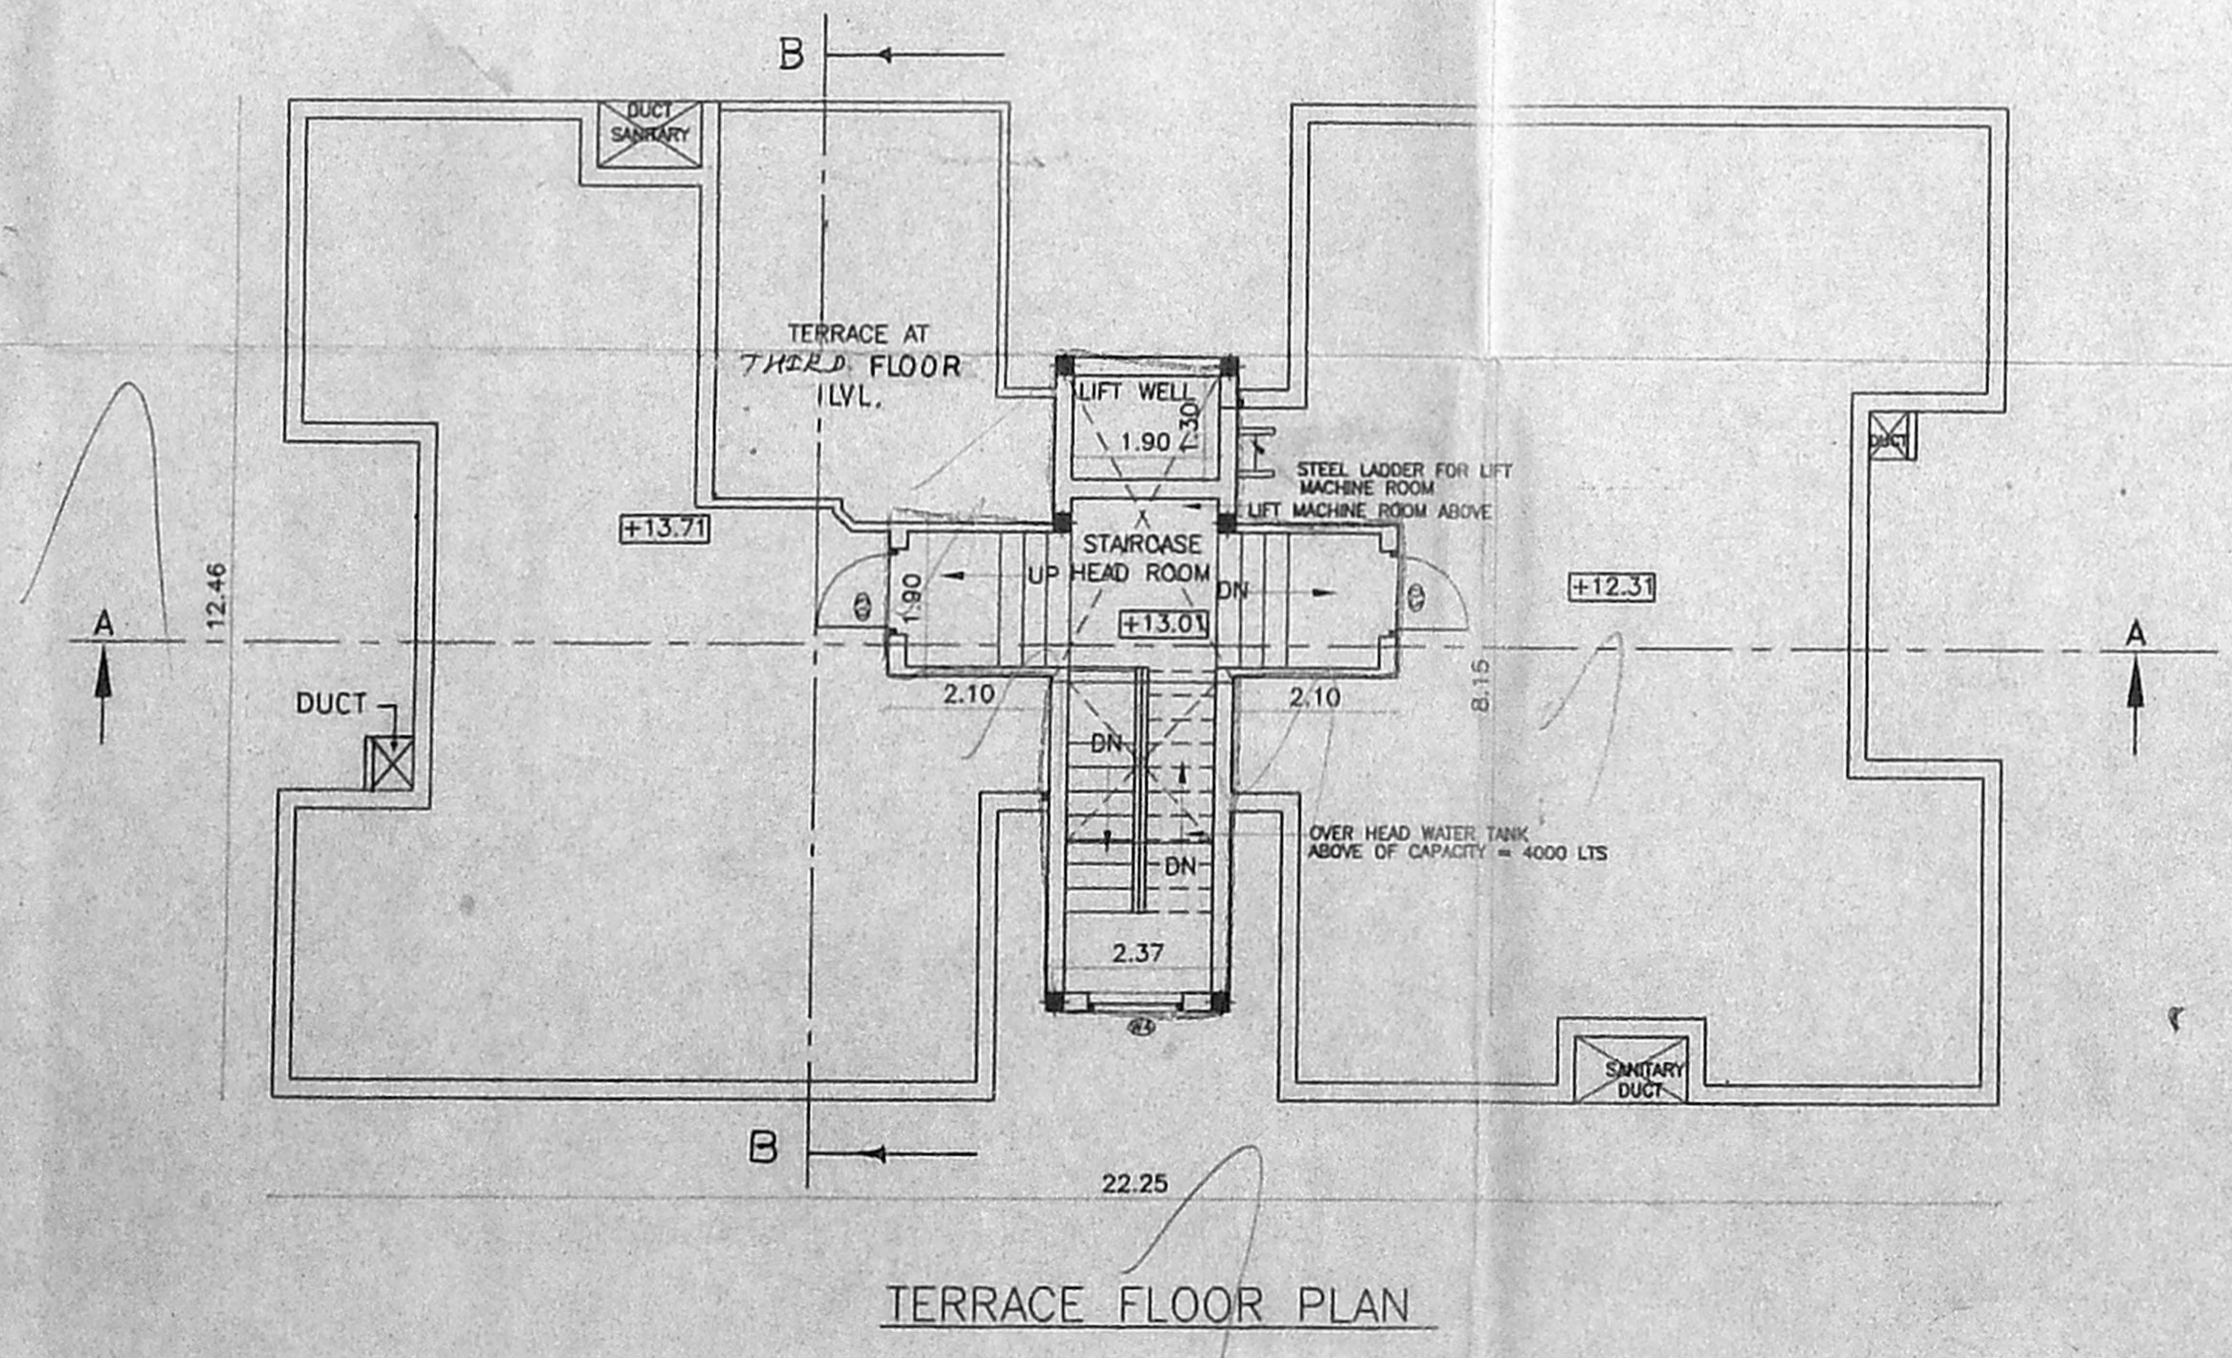 B
DUCT
SANITARY
TERRACE AT
THIRD FLOOR
LVL.
LIFT WELL
1.30
1.90
DUCT
STEEL LADDER FOR LIFT
MACHINE ROOM
LIFT MACHINE ROOM ABOVE
+13.71
STAIRCASE
HEAD ROOM
UP
DN
1.90
+12.31
+13.01
12.46
A
A
8.15
2.10
2.10
DUCT
DN
OVER HEAD WATER TANK
ABOVE OF CAPACITY = 4000 LTS
DN
2.37
SANITARY
DUCT
B
22.25
TERRACE FLOOR PLAN